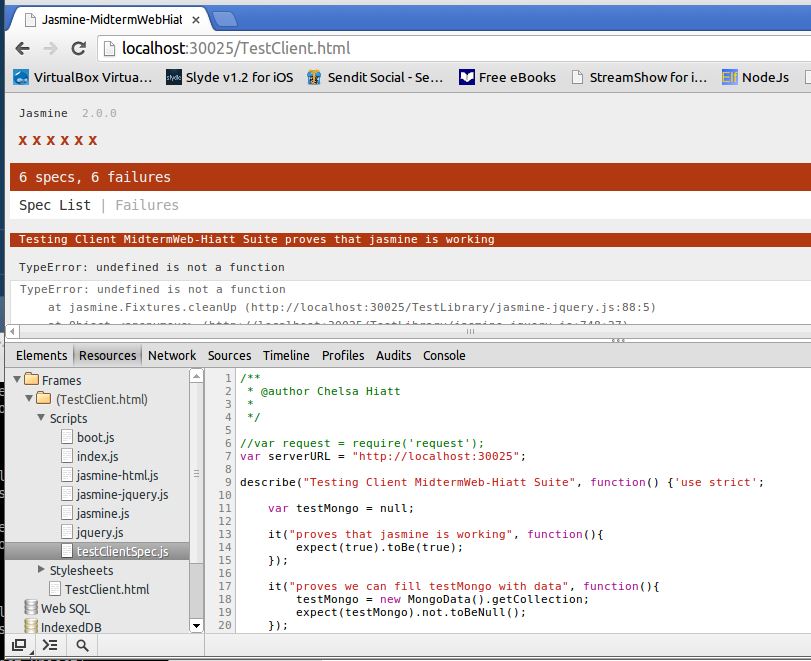 Jasmine-MidtermWebHiat
localhost:30025/TestClient.html
VirtualBox Virtua... Slyde v1.2 for iOS Sendit Social - Se... Free eBooks StreamShow for i... NodeJs
Jasmine 2.0.0
x x x x x x
6 specs, 6 failures
Spec List | Failures
Testing Client MidtermWeb-Hiatt Suite proves that jasmine is working
TypeError: undefined is not a function
TypeError: undefined is not a function
at jasmine.Fixtures.cleanUp (http://localhost:30025/TestLibrary/jasmine-jquery.js:88:5)
Elements Resources Network Sources Timeline Profiles Audits Console
Frames
(TestClient.html)
Scripts
boot.js
index.js
jasmine-html.js
jasmine-jquery.js
jasmine.js
jquery.js
testClientSpec.js
Stylesheets
TestClient.html
Web SQL
IndexedDB
1 /**
2 * @author Chelsa Hiatt
3 *
4 */
5
6 //var request = require('request');
7 var serverURL = "http://localhost:30025";
8
9 describe("Testing Client MidtermWeb-Hiatt Suite", function() {'use strict';
10
11 var testMongo = null;
12
13 it("proves that jasmine is working", function(){
14 expect(true).toBe(true);
15 });
16
17 it("proves we can fill testMongo with data", function(){
18 testMongo = new MongoData().getCollection;
19 expect(testMongo).not.toBeNull();
20 });